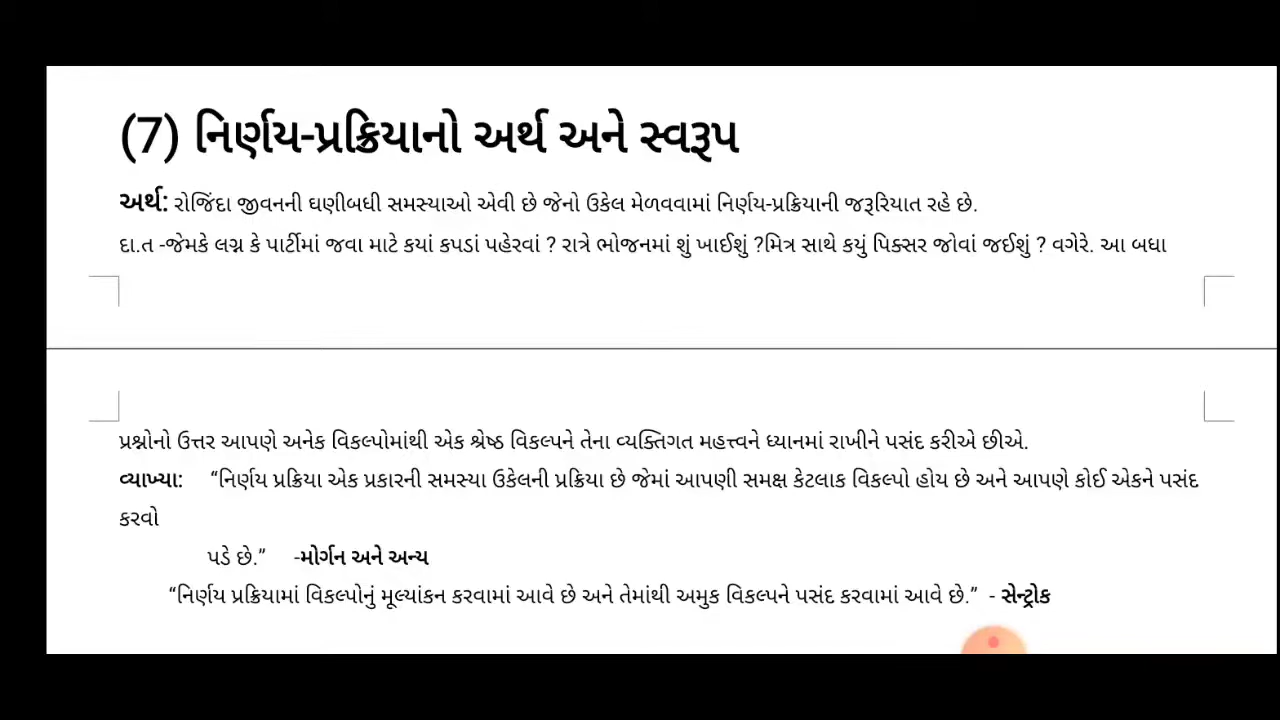 (7) નિર્ણય-પ્રક્રિયાનો અર્થ અને સ્વરૂપ
અર્થ: રોજિંદા જીવનની ઘણીબધી સમસ્યાઓ એવી છે જેનો ઉકેલ મેળવવામાં નિર્ણય-પ્રક્રિયાની જરૂરિયાત રહે છે.
દા.ત -જેમકે લગ્ન કે પાર્ટીમાં જવા માટે કયાં કપડાં પહેરવાં ? રાત્રે ભોજનમાં શું ખાઈશું ?મિત્ર સાથે કયું પિક્સર જોવાં જઈશું ? વગેરે. આ બધા
પ્રશ્નોનો ઉત્તર આપણે અનેક વિકલ્પોમાંથી એક શ્રેષ્ઠ વિકલ્પને તેના વ્યક્તિગત મહત્ત્વને ધ્યાનમાં રાખીને પસંદ કરીએ છીએ.
વ્યાખ્યા: “નિર્ણય પ્રક્રિયા એક પ્રકારની સમસ્યા ઉકેલની પ્રક્રિયા છે જેમાં આપણી સમક્ષ કેટલાક વિકલ્પો હોય છે અને આપણે કોઈ એકને પસંદ
કરવો
પડે છે.” -મોર્ગન અને અન્ય
“નિર્ણય પ્રક્રિયામાં વિકલ્પોનું મૂલ્યાંકન કરવામાં આવે છે અને તેમાંથી અમુક વિકલ્પને પસંદ કરવામાં આવે છે.” - સેન્ટ્રોક